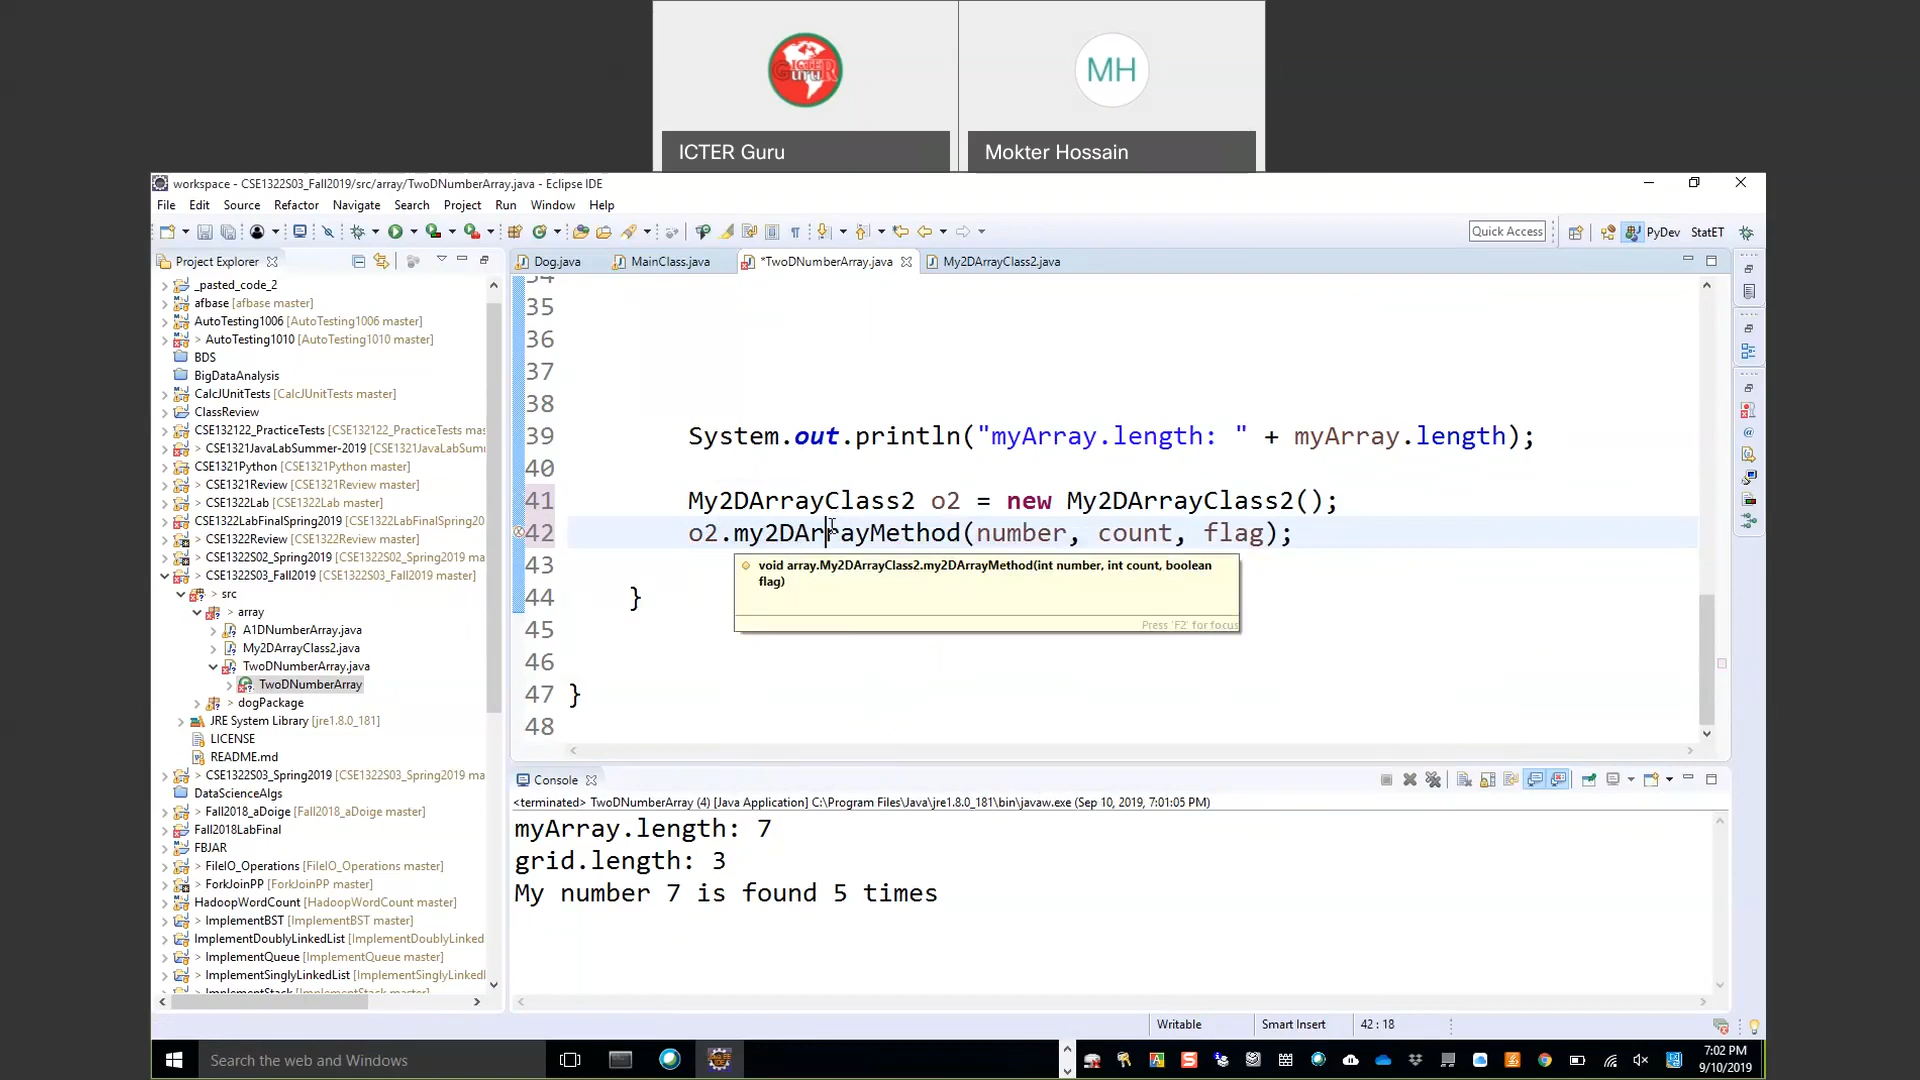 MH
ICTER Guru
Mokter Hossain
workspace - CSE1322S03_Fall2019/src/array/TwoDNumberArray.java - Eclipse IDE
File Edit Source Refactor Navigate Search Project Run Window Help
Quick Access
PyDev
StatET
Project Explorer
_pasted_code_2
afbase [afbase master]
AutoTesting1006 [AutoTesting1006 master]
> AutoTesting1010 [AutoTesting1010 master]
BDS
BigDataAnalysis
CalcJUnitTests [CalcJUnitTests master]
ClassReview
CSE132122_PracticeTests [CSE132122_PracticeTests m
> CSE1321JavaLabSummer-2019 [CSE1321JavaLabSum
CSE1321Python [CSE1321Python master]
> CSE1321Review [CSE1321Review master]
> CSE1322Lab [CSE1322Lab master]
CSE1322LabFinalSpring2019 [CSE1322LabFinalSpring20
> CSE1322Review [CSE1322Review master]
> CSE1322S02_Spring2019 [CSE1322S02_Spring2019 ma
> CSE1322S03_Fall2019 [CSE1322S03_Fall2019 master]
> src
> array
A1DNumberArray.java
My2DArrayClass2.java
TwoDNumberArray.java
TwoDNumberArray
> dogPackage
JRE System Library [jre1.8.0_181]
LICENSE
README.md
> CSE1322S03_Spring2019 [CSE1322S03_Spring2019 ma
DataScienceAlgs
> Fall2018_aDoige [Fall2018_aDoige master]
Fall2018LabFinal
FBJAR
> FileIO_Operations [FileIO_Operations master]
> ForkJoinPP [ForkJoinPP master]
HadoopWordCount [HadoopWordCount master]
> ImplementBST [ImplementBST master]
ImplementDoublyLinkedList [ImplementDoublyLinked
> ImplementQueue [ImplementQueue master]
> ImplementSinglyLinkedList [ImplementSinglyLinkedLi
Dog.java
MainClass.java
*TwoDNumberArray.java
My2DArrayClass2.java
34
35
36
37
38
39 System.out.println("myArray.length: " + myArray.length);
40
41 My2DArrayClass2 o2 = new My2DArrayClass2();
42 o2.my2DArrayMethod(number, count, flag);
43
void array.My2DArrayClass2.my2DArrayMethod(int number, int count, boolean
flag)
Press 'F2' for focus
44 }
45
46
47 }
48
Console
<terminated> TwoDNumberArray (4) [Java Application] C:\Program Files\Java\jre1.8.0_181\bin\javaw.exe (Sep 10, 2019, 7:01:05 PM)
myArray.length: 7
grid.length: 3
My number 7 is found 5 times
Writable
Smart Insert
42 : 18
Search the web and Windows
7:02 PM
9/10/2019